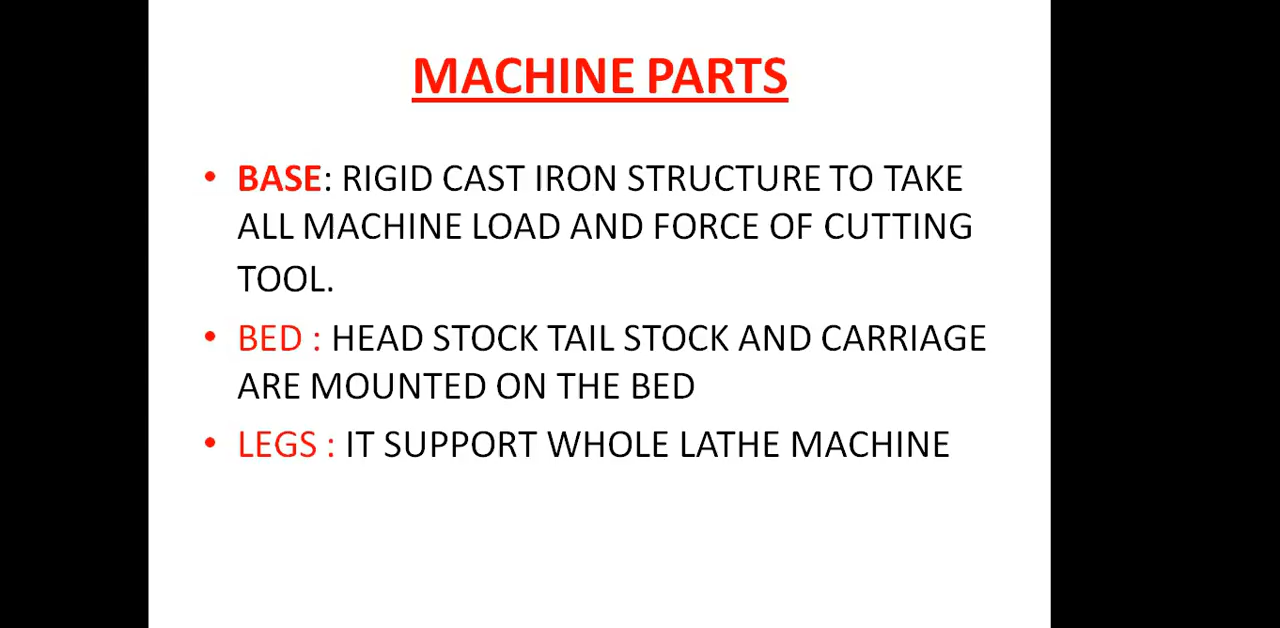 MACHINE PARTS
• BASE: RIGID CAST IRON STRUCTURE TO TAKE
ALL MACHINE LOAD AND FORCE OF CUTTING
TOOL.
• BED : HEAD STOCK TAIL STOCK AND CARRIAGE
ARE MOUNTED ON THE BED
• LEGS : IT SUPPORT WHOLE LATHE MACHINE